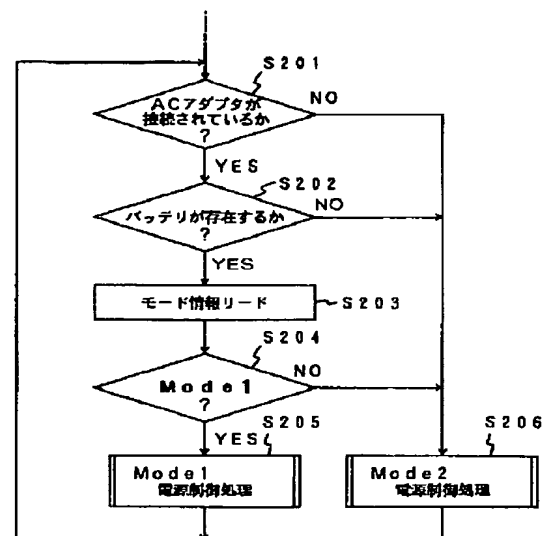 S201
ACアダプタが
接続されているか
?
NO
YES
S202
バッテリが存在するか
?
NO
YES
モード情報リード
S203
S204
Mode1
?
NO
YES
S205
Mode1
電源制御処理
S206
Mode2
電源制御処理